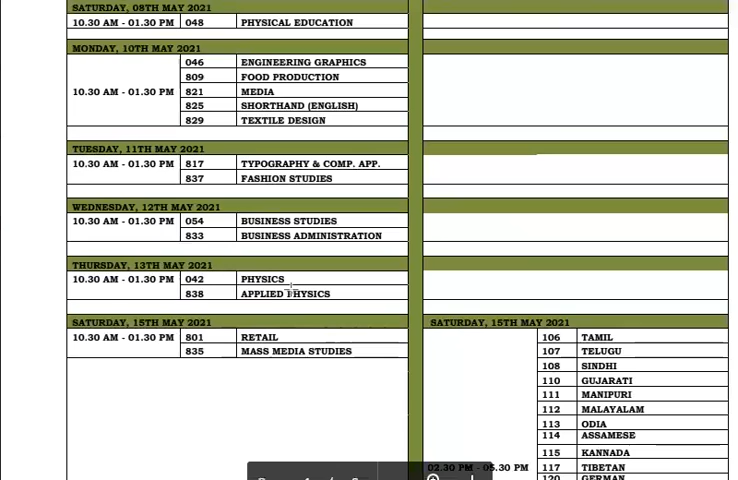 SATURDAY, 08TH MAY 2021
10.30 AM - 01.30 PM 048 PHYSICAL EDUCATION
MONDAY, 10TH MAY 2021
046 ENGINEERING GRAPHICS
809 FOOD PRODUCTION
10.30 AM - 01.30 PM 821 MEDIA
825 SHORTHAND (ENGLISH)
829 TEXTILE DESIGN
TUESDAY, 11TH MAY 2021
10.30 AM - 01.30 PM 817 TYPOGRAPHY & COMP. APP.
837 FASHION STUDIES
WEDNESDAY, 12TH MAY 2021
10.30 AM - 01.30 PM 054 BUSINESS STUDIES
833 BUSINESS ADMINISTRATION
THURSDAY, 13TH MAY 2021
10.30 AM - 01.30 PM 042 PHYSICS
838 APPLIED PHYSICS
SATURDAY, 15TH MAY 2021
10.30 AM - 01.30 PM 801 RETAIL
835 MASS MEDIA STUDIES
SATURDAY, 15TH MAY 2021
106 TAMIL
107 TELUGU
108 SINDHI
110 GUJARATI
111 MANIPURI
112 MALAYALAM
113 ODIA
114 ASSAMESE
115 KANNADA
02.30 PM - 05.30 PM 117 TIBETAN
120 GERMAN